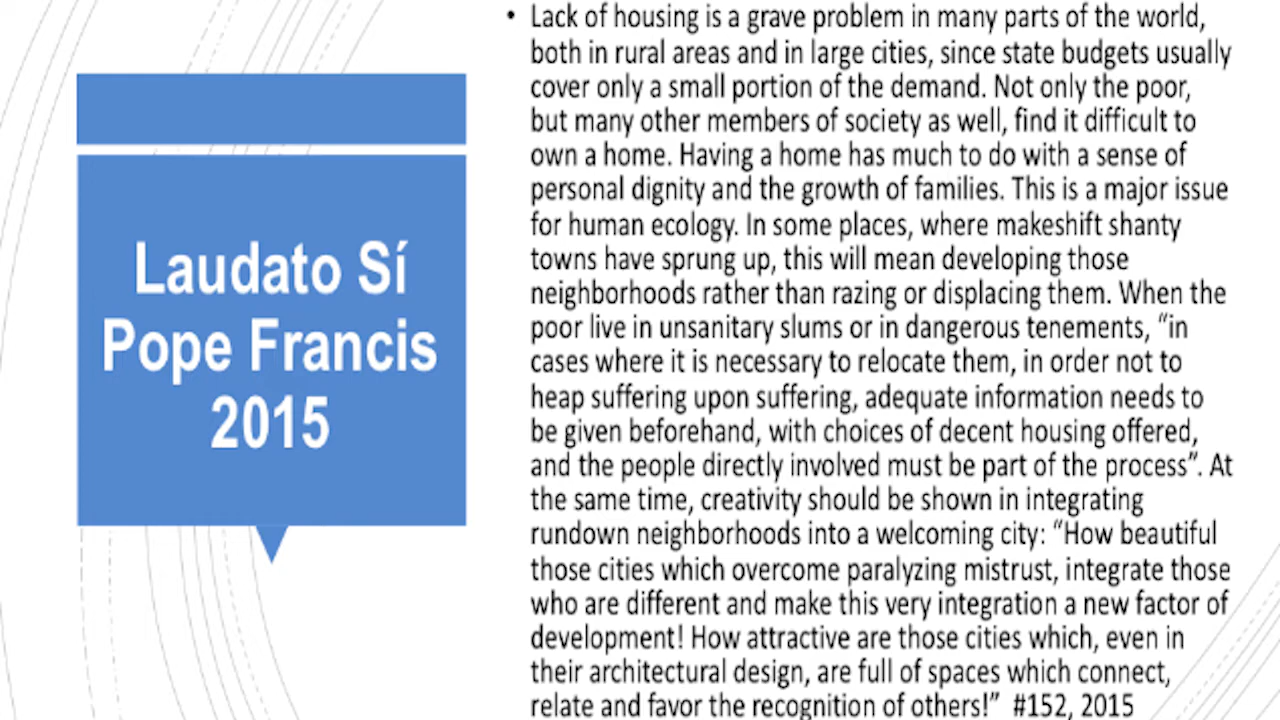 Laudato Sí
Pope Francis
2015
• Lack of housing is a grave problem in many parts of the world,
both in rural areas and in large cities, since state budgets usually
cover only a small portion of the demand. Not only the poor,
but many other members of society as well, find it difficult to
own a home. Having a home has much to do with a sense of
personal dignity and the growth of families. This is a major issue
for human ecology. In some places, where makeshift shanty
towns have sprung up, this will mean developing those
neighborhoods rather than razing or displacing them. When the
poor live in unsanitary slums or in dangerous tenements, “in
cases where it is necessary to relocate them, in order not to
heap suffering upon suffering, adequate information needs to
be given beforehand, with choices of decent housing offered,
and the people directly involved must be part of the process”. At
the same time, creativity should be shown in integrating
rundown neighborhoods into a welcoming city: “How beautiful
those cities which overcome paralyzing mistrust, integrate those
who are different and make this very integration a new factor of
development! How attractive are those cities which, even in
their architectural design, are full of spaces which connect,
relate and favor the recognition of others!” #152, 2015